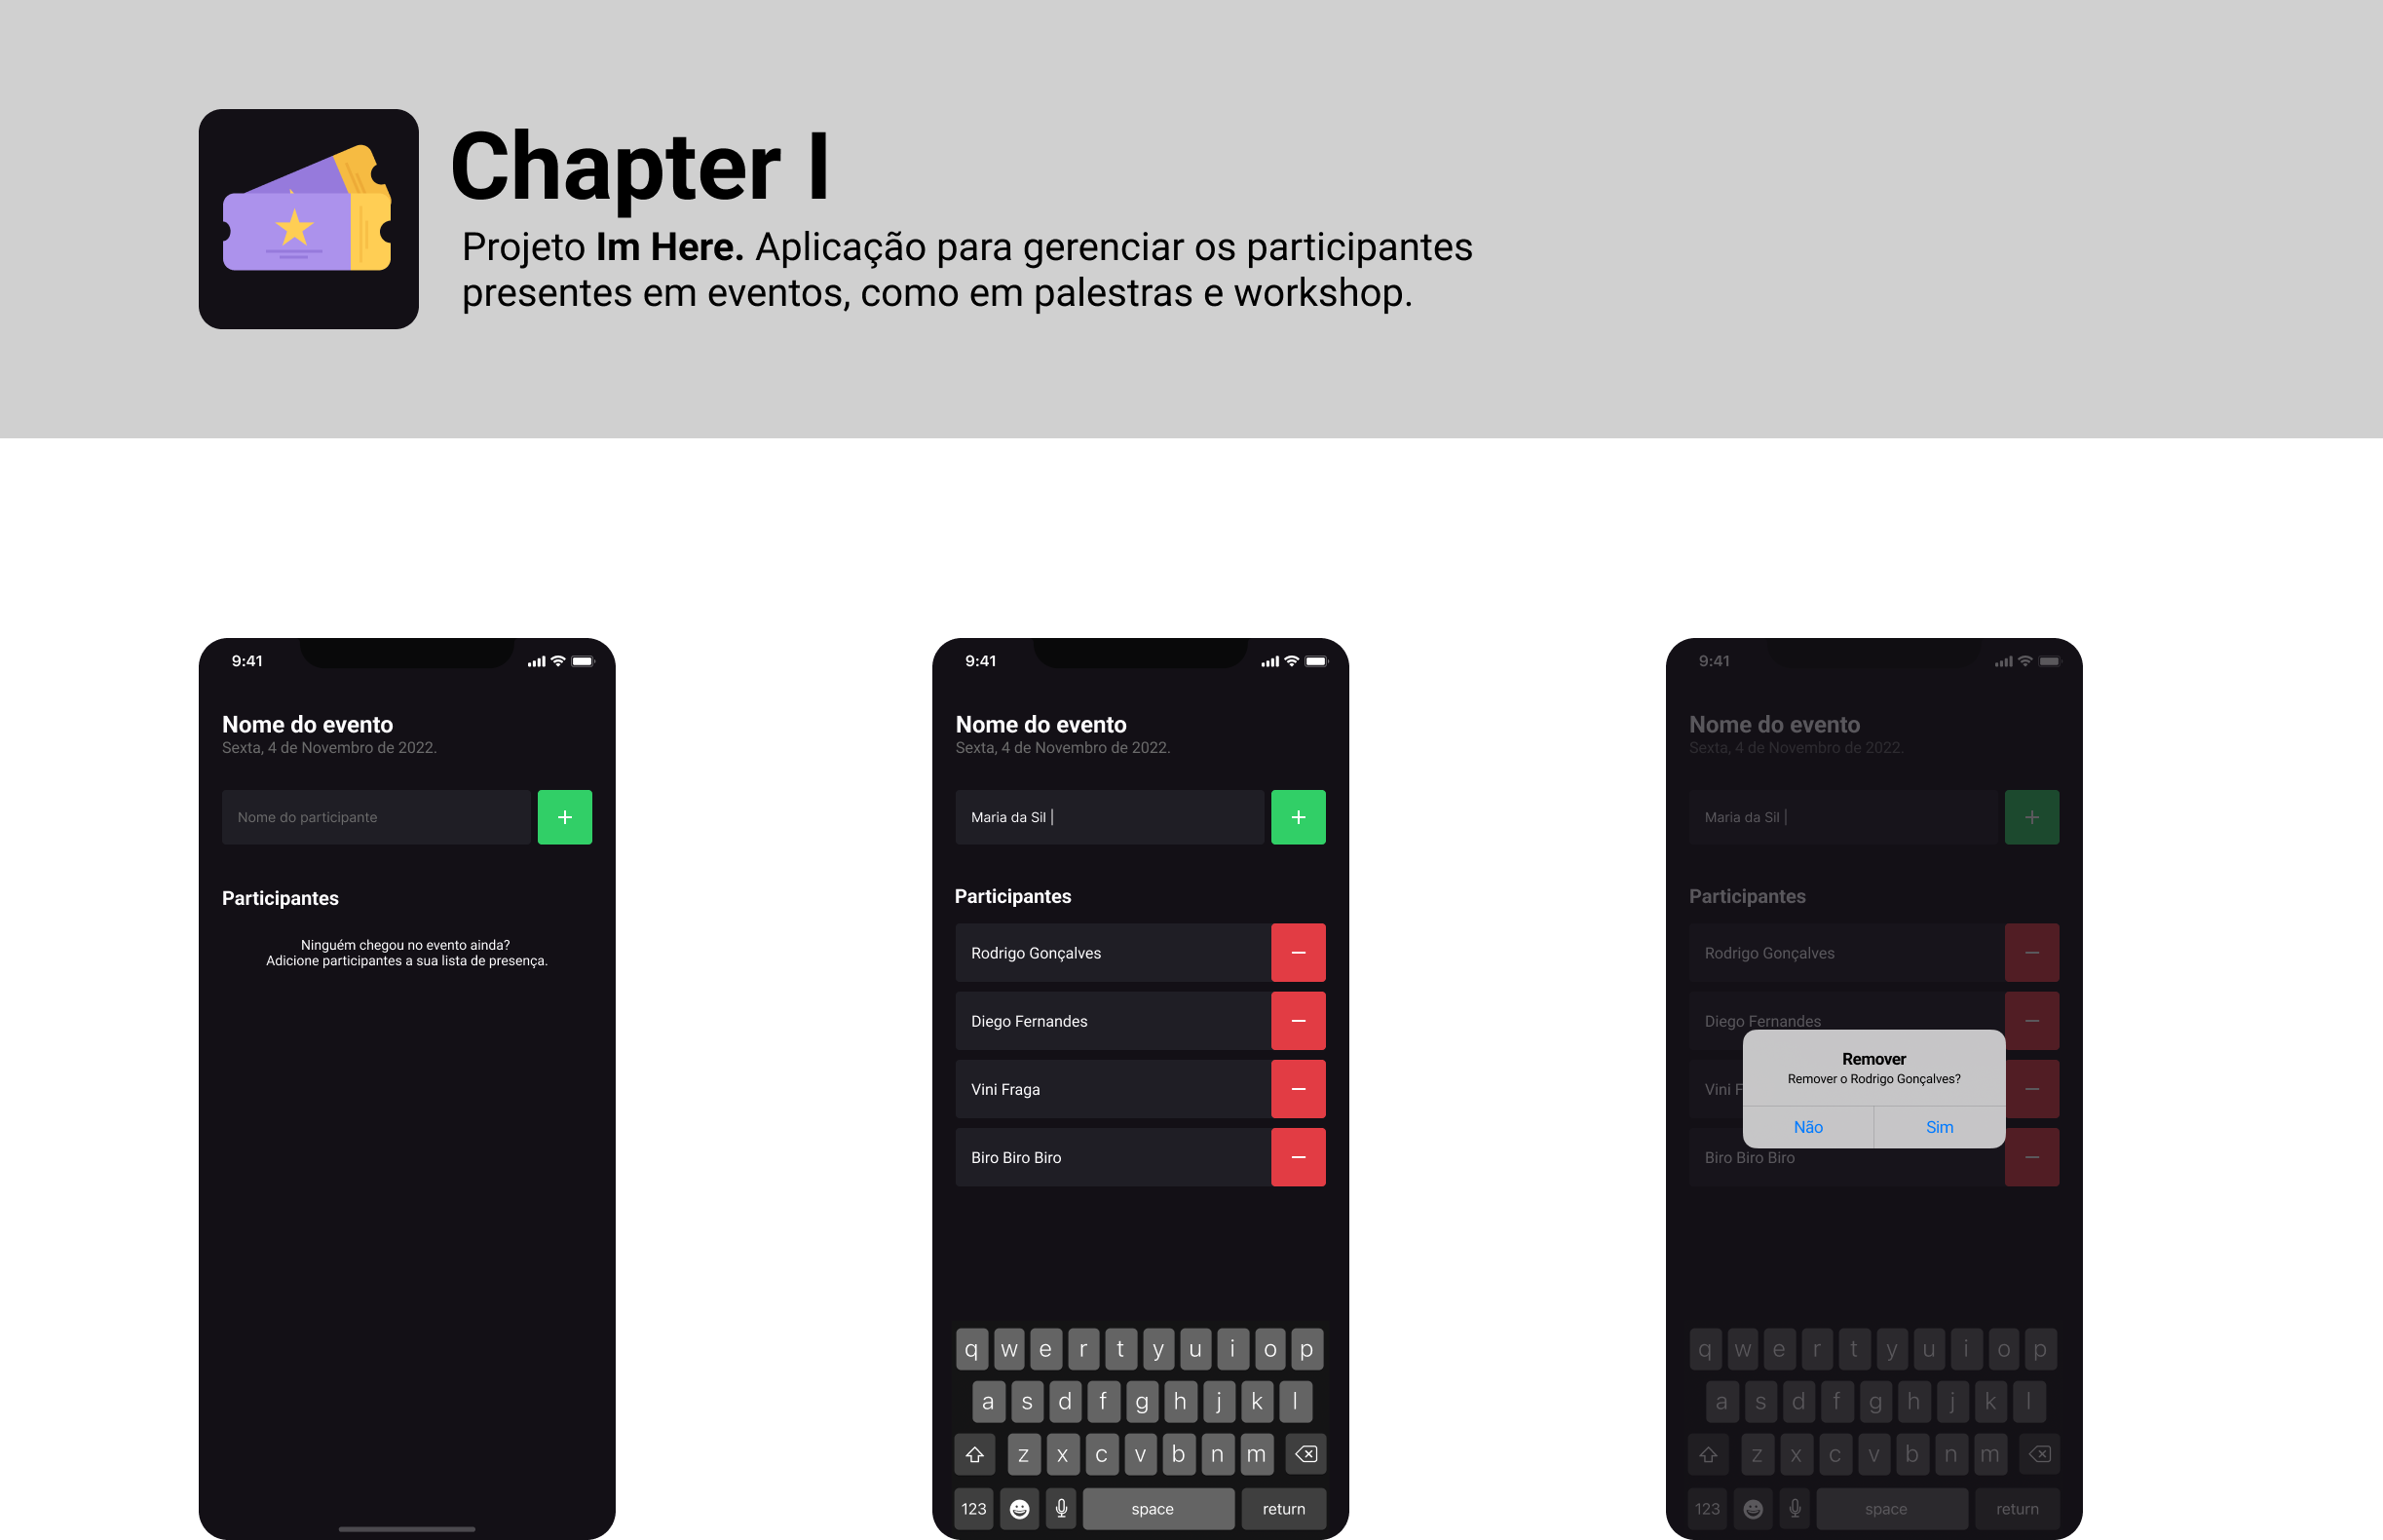 Chapter I
Projeto Im Here. Aplicação para gerenciar os participantes
presentes em eventos, como em palestras e workshop.
9:41
Nome do evento
Sexta, 4 de Novembro de 2022.
Nome do participante
+
Participantes
Ninguém chegou no evento ainda?
Adicione participantes a sua lista de presença.
9:41
Nome do evento
Sexta, 4 de Novembro de 2022.
Maria da Sil |
+
Participantes
Rodrigo Gonçalves
Diego Fernandes
Vini Fraga
Biro Biro Biro
q w e r t y u i o p
a s d f g h j k l
z x c v b n m
123 space return
9:41
Nome do evento
Sexta, 4 de Novembro de 2022.
Maria da Sil |
+
Participantes
Rodrigo Gonçalves
Diego Fernandes
Vini F
Biro Biro Biro
Remover
Remover o Rodrigo Gonçalves?
Não Sim
q w e r t y u i o p
a s d f g h j k l
z x c v b n m
123 space return